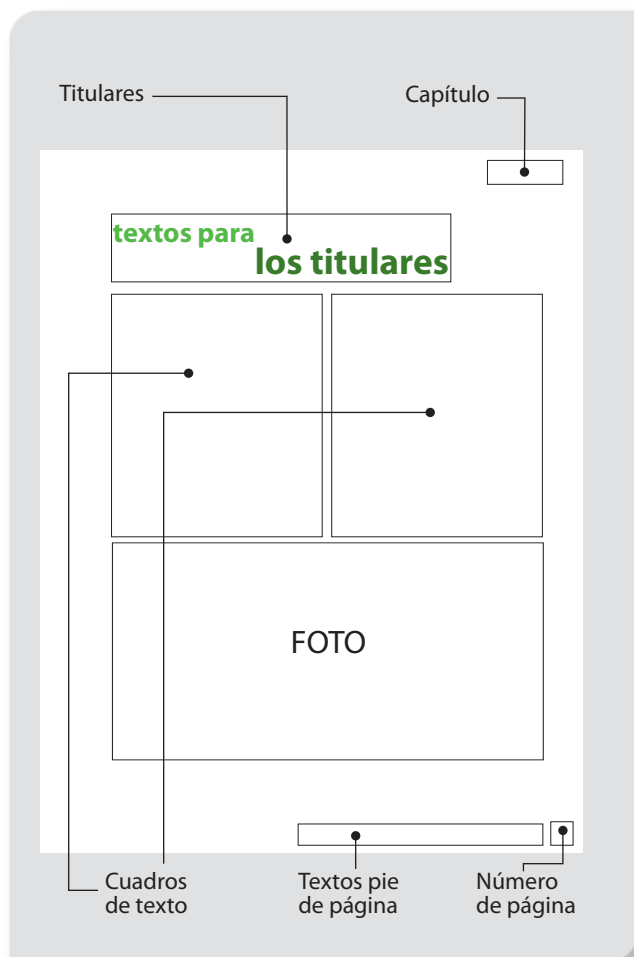 Titulares
Capítulo
textos para
los titulares
FOTO
Cuadros
de texto
Textos pie
de página
Número
de página